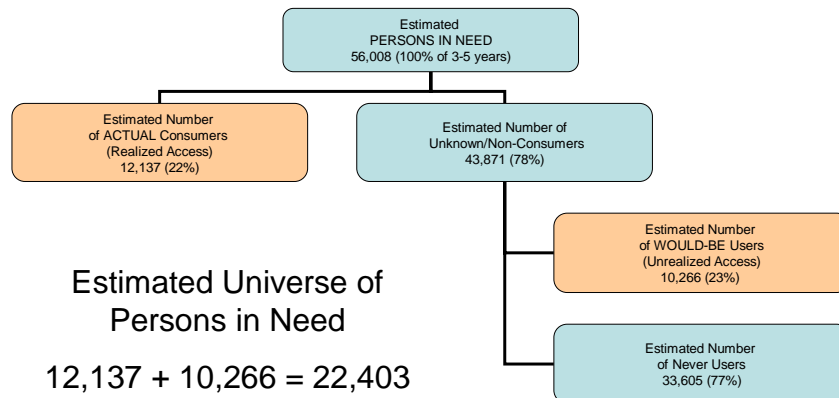 Estimated
PERSONS IN NEED
56,008 (100% of 3-5 years)
Estimated Number
of ACTUAL Consumers
(Realized Access)
12,137 (22%)
Estimated Number of
Unknown/Non-Consumers
43,871 (78%)
Estimated Number
of WOULD-BE Users
(Unrealized Access)
10,266 (23%)
Estimated Number
of Never Users
33,605 (77%)
Estimated Universe of
Persons in Need
12,137 + 10,266 = 22,403